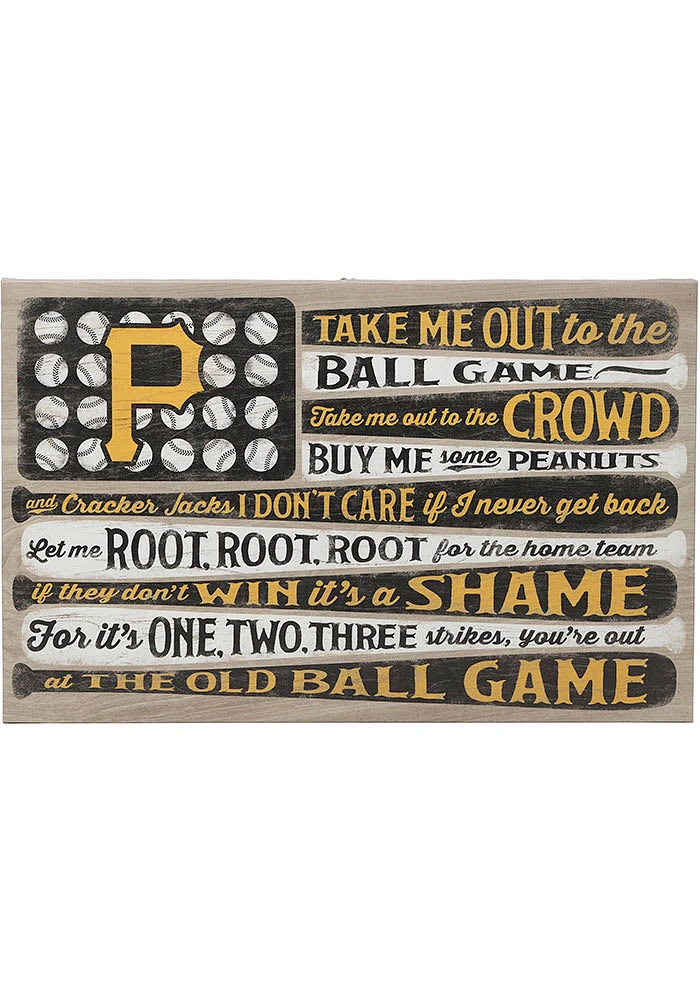 P
TAKE ME OUT to the
BALL GAME
Take me out to the CROWD
BUY ME some PEANUTS
and Cracker Jacks I DON'T CARE if I never get back
Let me ROOT, ROOT, ROOT for the home team
if they don't WIN it's a SHAME
For it's ONE, TWO, THREE strikes, you're out
at THE OLD BALL GAME